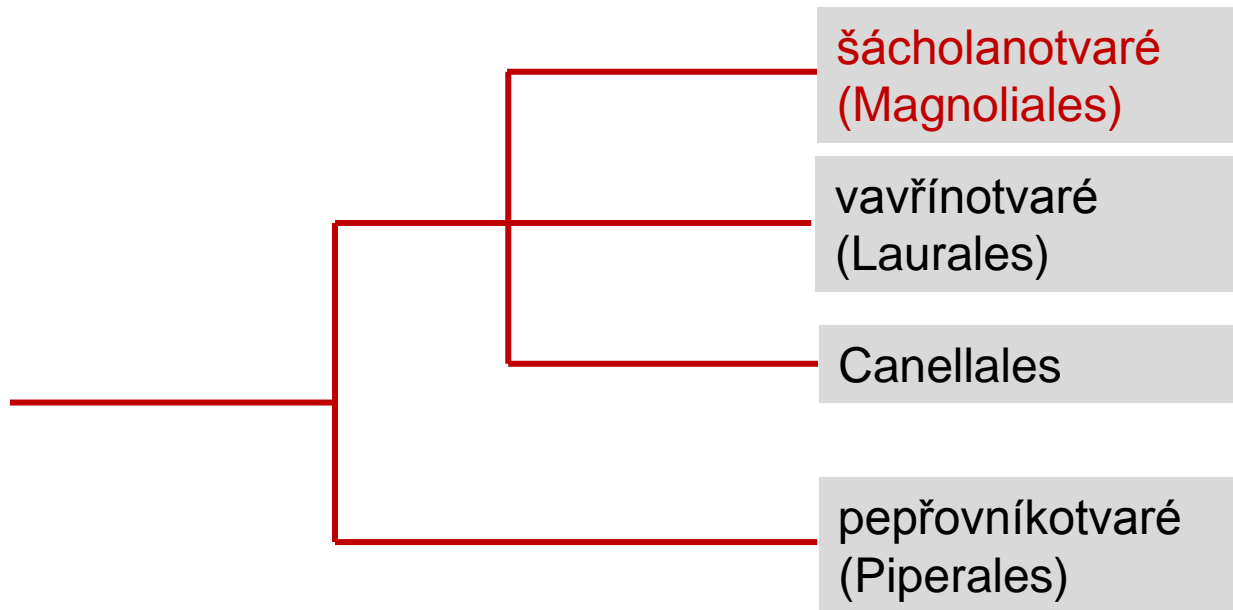 šácholanotvaré
(Magnoliales)
vavřínotvaré
(Laurales)
Canellales
pepřovníkotvaré
(Piperales)